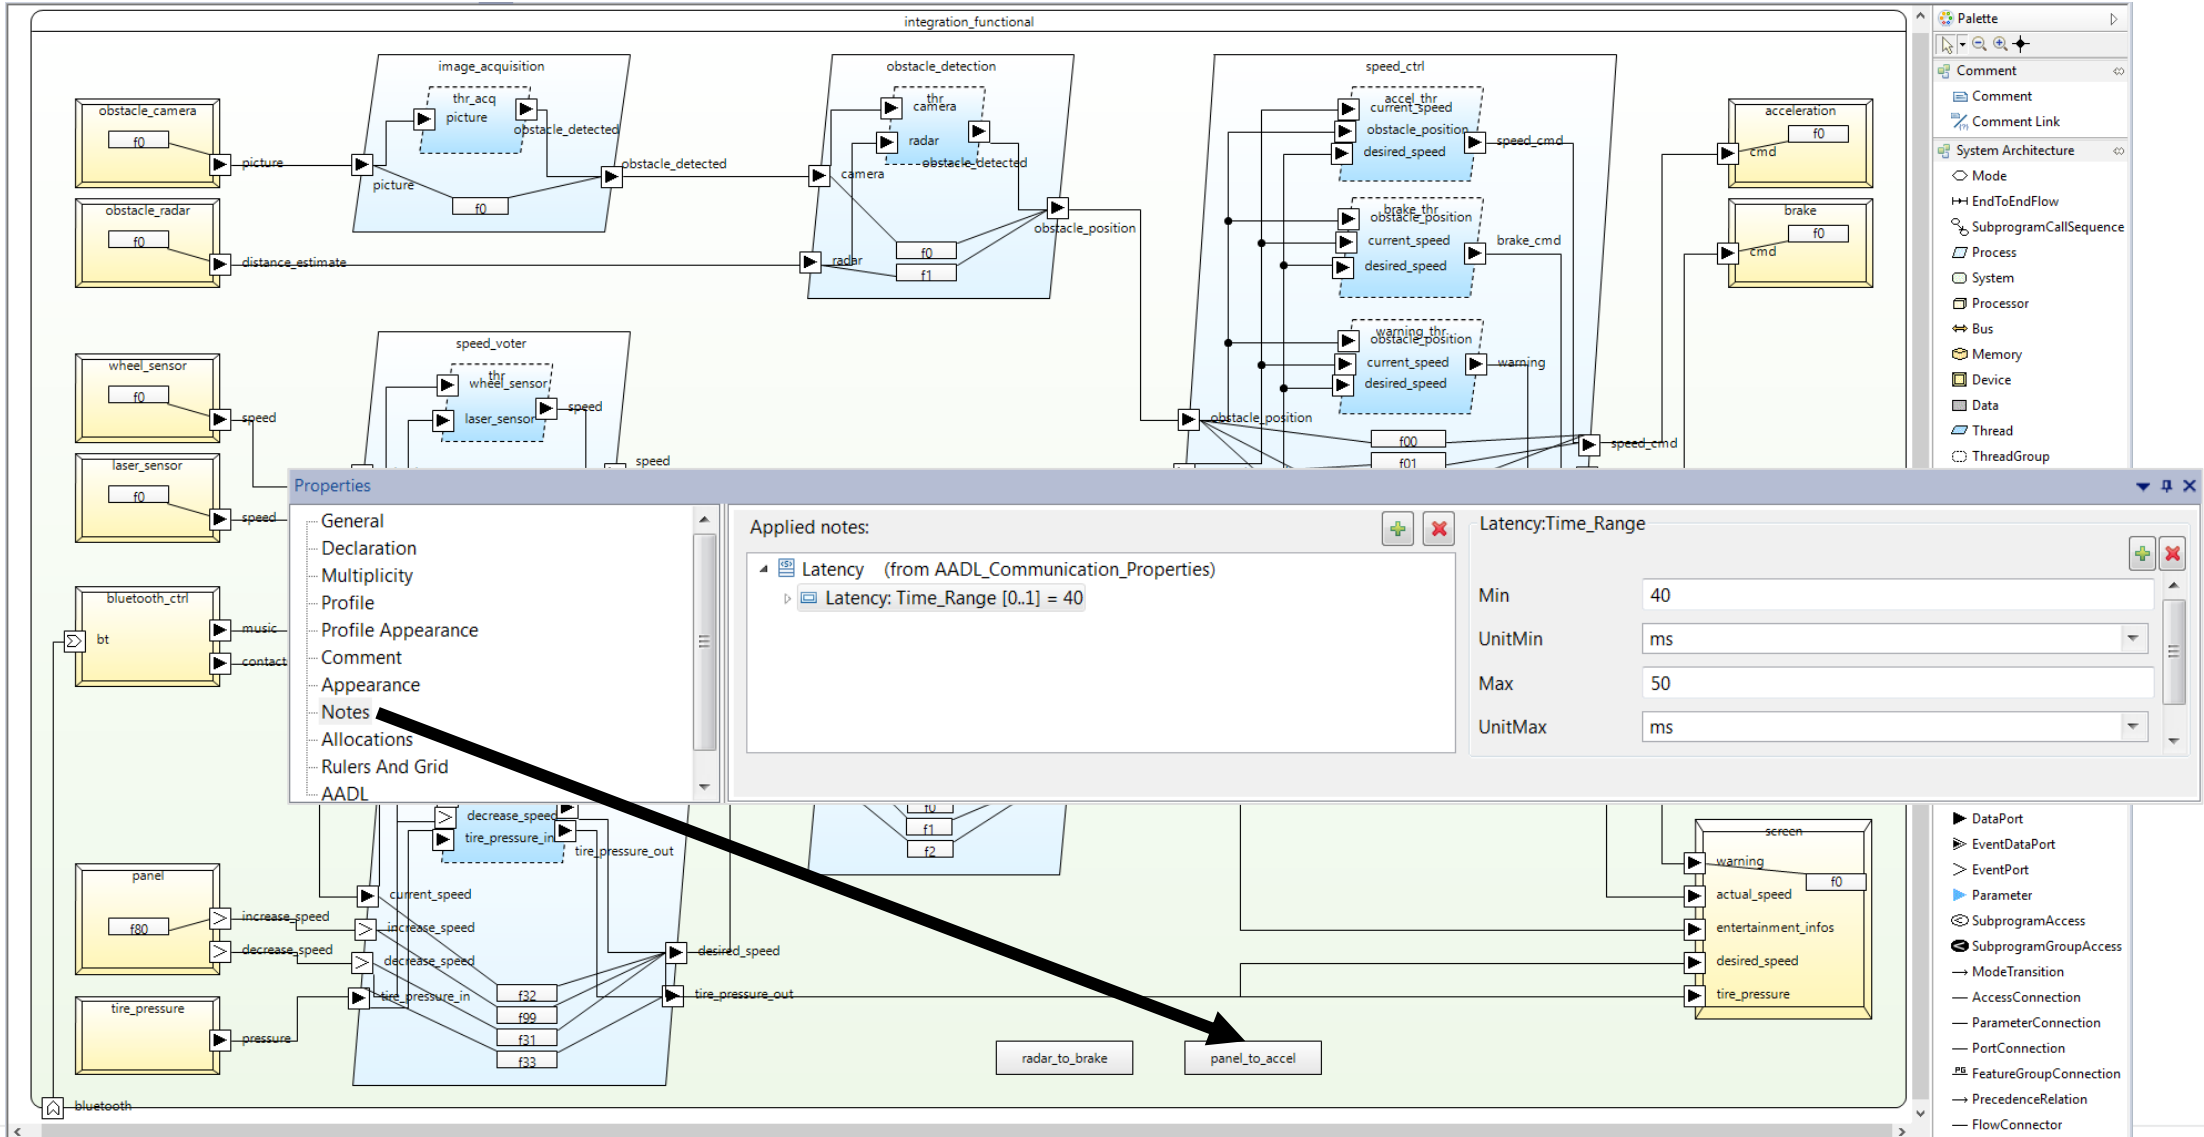 integration_functional
image_acquisition
thr_acq
picture
obstacle_detected
f0
picture
obstacle_detected
obstacle_camera
f0
picture
obstacle_radar
f0
distance_estimate
obstacle_detection
thr
camera
radar
obstacle_detected
camera
radar
f0
f1
obstacle_position
speed_ctrl
accel_thr
current_speed
obstacle_position
desired_speed
speed_cmd
brake_thr
obstacle_position
current_speed
desired_speed
brake_cmd
warning_thr
obstacle_position
current_speed
desired_speed
warning
obstacle_position
f00
f01
speed_cmd
acceleration
f0
cmd
brake
f0
cmd
wheel_sensor
f0
speed
laser_sensor
f0
speed
speed_voter
thr
wheel_sensor
laser_sensor
speed
speed
bluetooth_ctrl
bt
music
contact
Properties
General
Declaration
Multiplicity
Profile
Profile Appearance
Comment
Appearance
Notes
Allocations
Rulers And Grid
AADL
Applied notes:
Latency (from AADL_Communication_Properties)
Latency: Time_Range [0..1] = 40
Latency:Time_Range
Min 40
UnitMin ms
Max 50
UnitMax ms
decrease_speed
tire_pressure_in
tire_pressure_out
f0
f1
f2
panel
f80
increase_speed
decrease_speed
tire_pressure
pressure
current_speed
increase_speed
decrease_speed
tire_pressure_in
f32
f99
f31
f33
desired_speed
tire_pressure_out
radar_to_brake
panel_to_accel
screen
warning
f0
actual_speed
entertainment_infos
desired_speed
tire_pressure
bluetooth
Palette
Comment
Comment
Comment Link
System Architecture
Mode
EndToEndFlow
SubprogramCallSequence
Process
System
Processor
Bus
Memory
Device
Data
Thread
ThreadGroup
DataPort
EventDataPort
EventPort
Parameter
SubprogramAccess
SubprogramGroupAccess
ModeTransition
AccessConnection
ParameterConnection
PortConnection
FeatureGroupConnection
PrecedenceRelation
FlowConnector